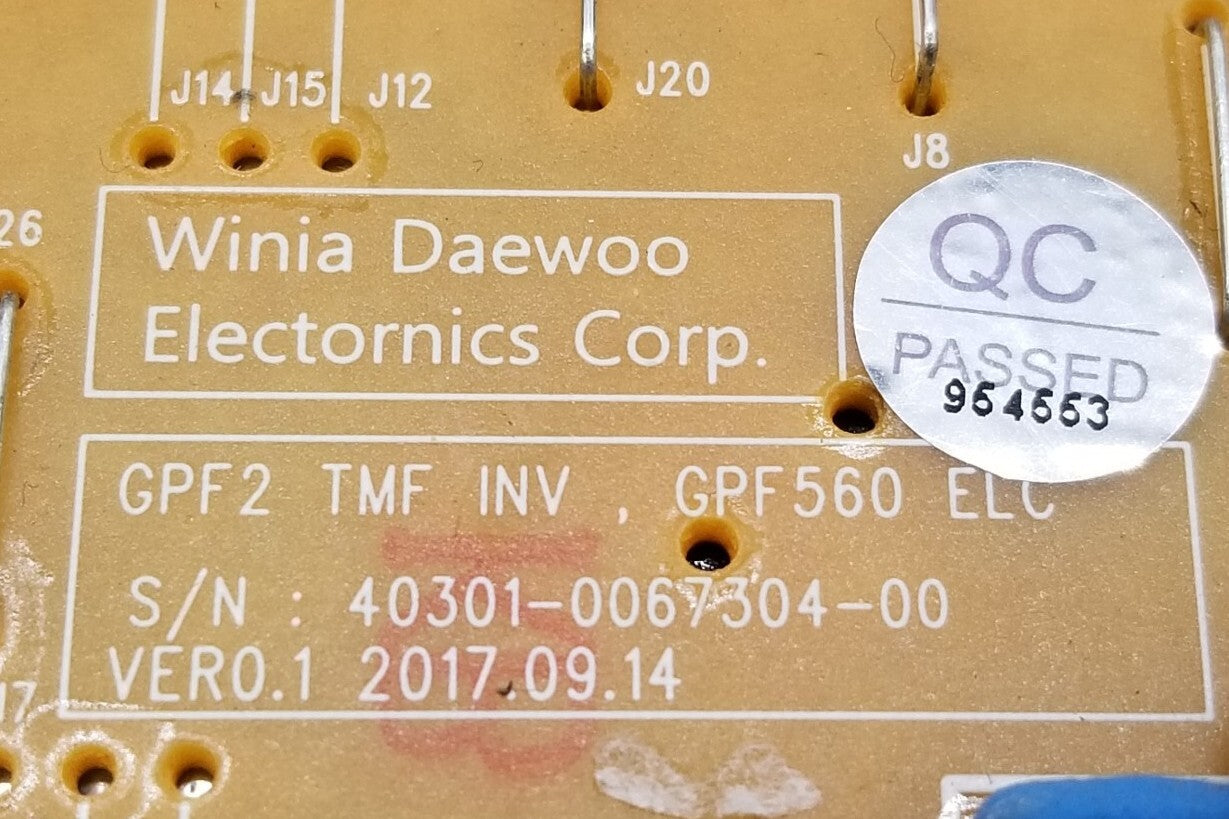 J14 J15 J12
J20
J8
26
Winia Daewoo
Electornics Corp.
QC
PASSED
954553
GPF2 TMF INV , GPF560 ELC
S/N : 40301-0067304-00
VER0.1 2017.09.14
17